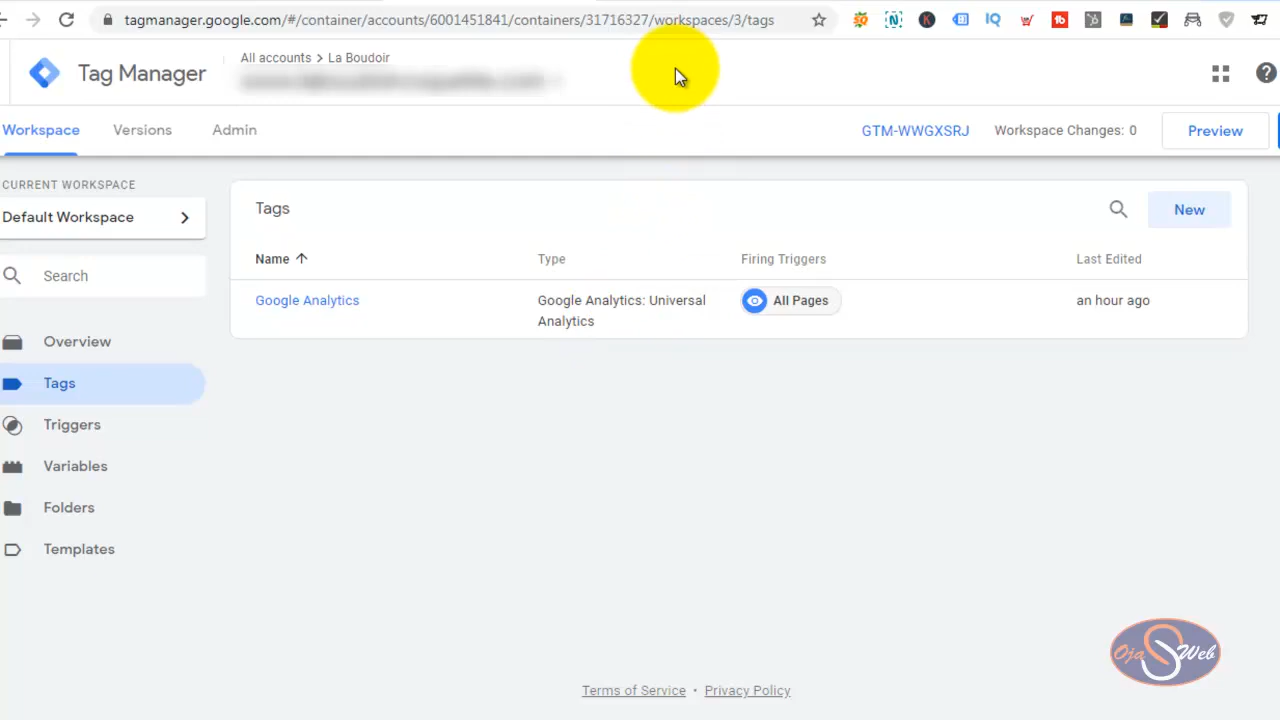 tagmanager.google.com/#/container/accounts/6001451841/containers/31716327/workspaces/3/tags
Tag Manager
All accounts > La Boudoir
Workspace
Versions
Admin
GTM-WWGXSRJ
Workspace Changes: 0
Preview
CURRENT WORKSPACE
Default Workspace
Search
Overview
Tags
Triggers
Variables
Folders
Templates
Tags
New
Name
Type
Firing Triggers
Last Edited
Google Analytics
Google Analytics: Universal
Analytics
All Pages
an hour ago
Oja S Web
Terms of Service • Privacy Policy